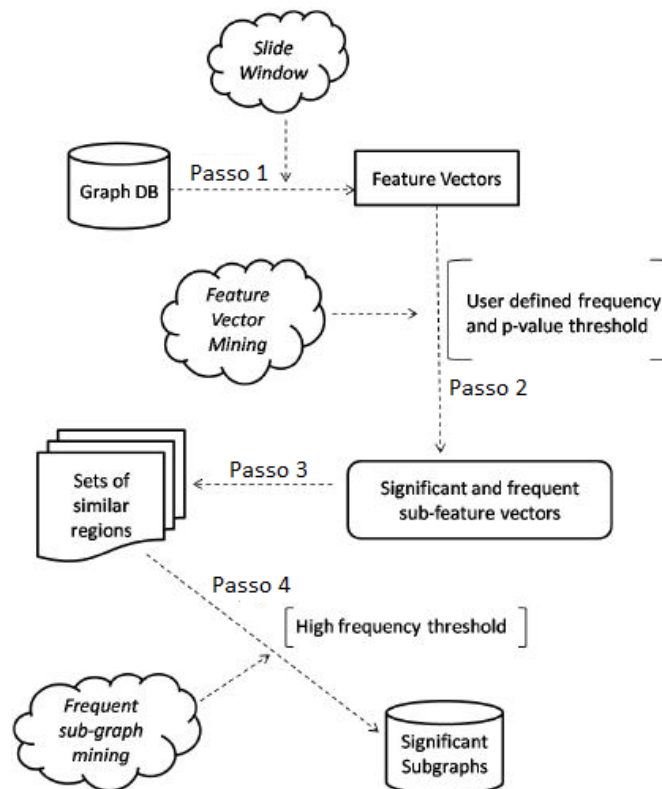 Slide
Window
Graph DB
Passo 1
Feature Vectors
Feature
Vector
Mining
User defined frequency
and p-value threshold
Passo 2
Sets of
similar
regions
Passo 3
Significant and frequent
sub-feature vectors
Passo 4
High frequency threshold
Frequent
sub-graph
mining
Significant
Subgraphs